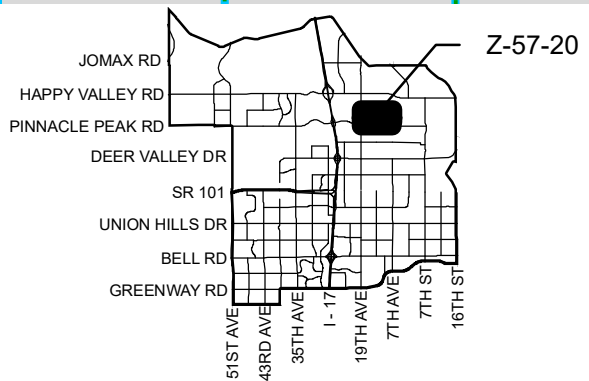 Z-57-20
JOMAX RD
HAPPY VALLEY RD
PINNACLE PEAK RD
DEER VALLEY DR
SR 101
UNION HILLS DR
BELL RD
GREENWAY RD
51ST AVE
43RD AVE
35TH AVE
I - 17
19TH AVE
7TH AVE
7TH ST
16TH ST